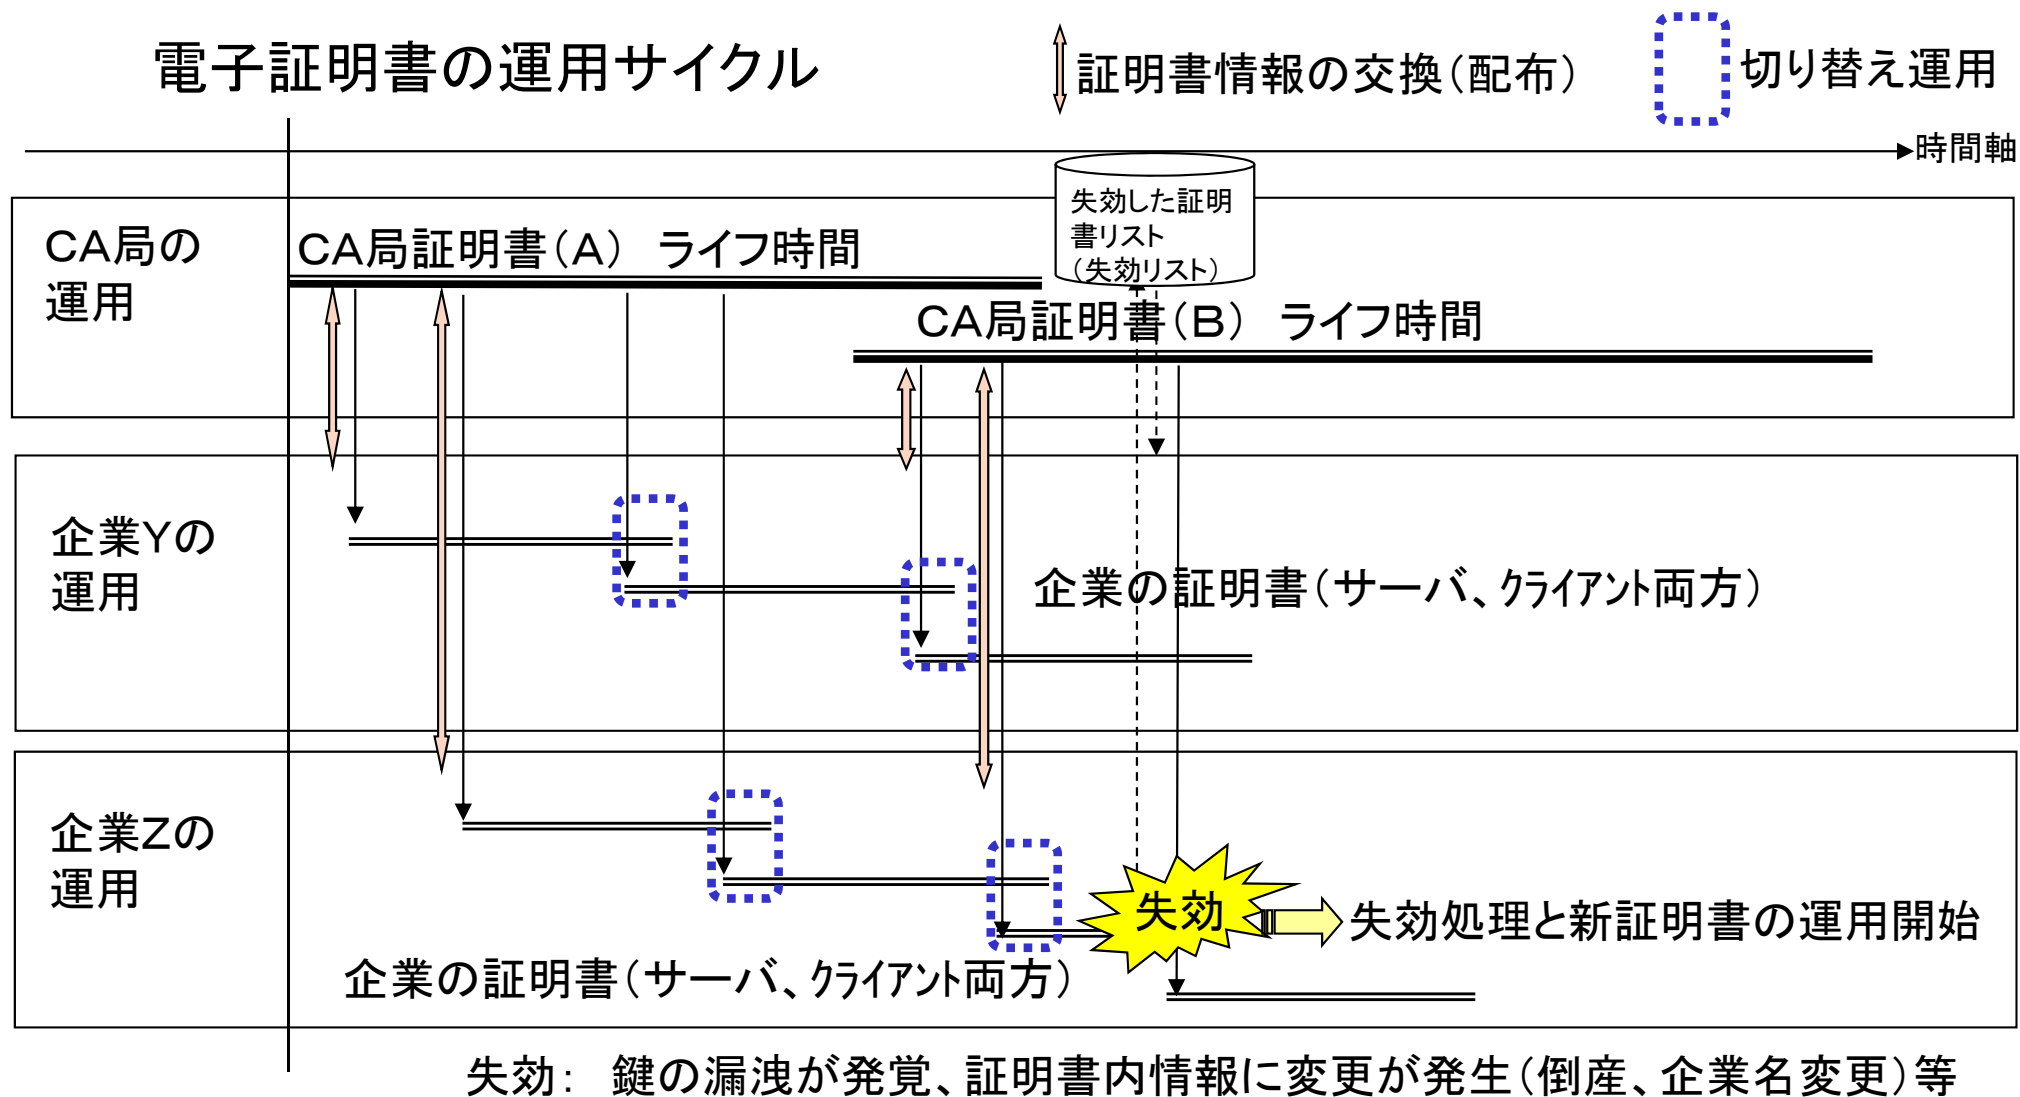 電子証明書の運用サイクル
証明書情報の交換（配布）
切り替え運用
時間軸
失効した証明
書リスト
（失効リスト）
ＣＡ局の
運用
ＣＡ局証明書（Ａ）　ライフ時間
ＣＡ局証明書（Ｂ）　ライフ時間
企業Ｙの
運用
企業の証明書（サーバ、ｸﾗｲｱﾝﾄ両方）
企業Ｚの
運用
失効
失効処理と新証明書の運用開始
企業の証明書（サーバ、ｸﾗｲｱﾝﾄ両方）
失効：　鍵の漏洩が発覚、証明書内情報に変更が発生（倒産、企業名変更）等